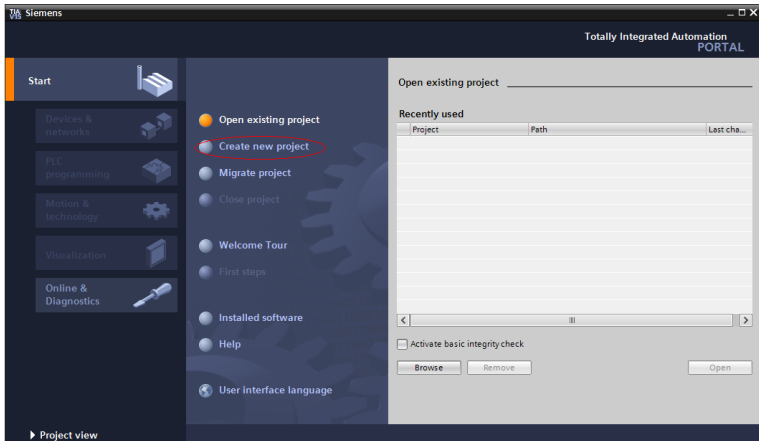 TIA
V15
Siemens
Totally Integrated Automation
PORTAL
Start
Devices &
networks
PLC
programming
Motion &
technology
Visualization
Online &
Diagnostics
Project view
Open existing project
Create new project
Migrate project
Close project
Welcome Tour
First steps
Installed software
Help
User interface language
Open existing project
Recently used
Project Path Last cha...
Activate basic integrity check
Browse Remove Open